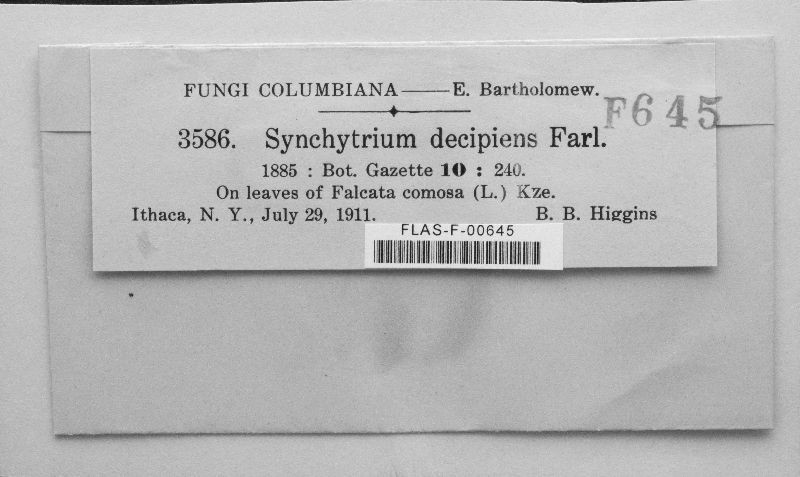 FUNGI COLUMBIANA——E. Bartholomew.
F645
3586. Synchytrium decipiens Farl.
1885 : Bot. Gazette 10 : 240.
On leaves of Falcata comosa (L.) Kze.
Ithaca, N. Y., July 29, 1911. B. B. Higgins
FLAS-F-00645